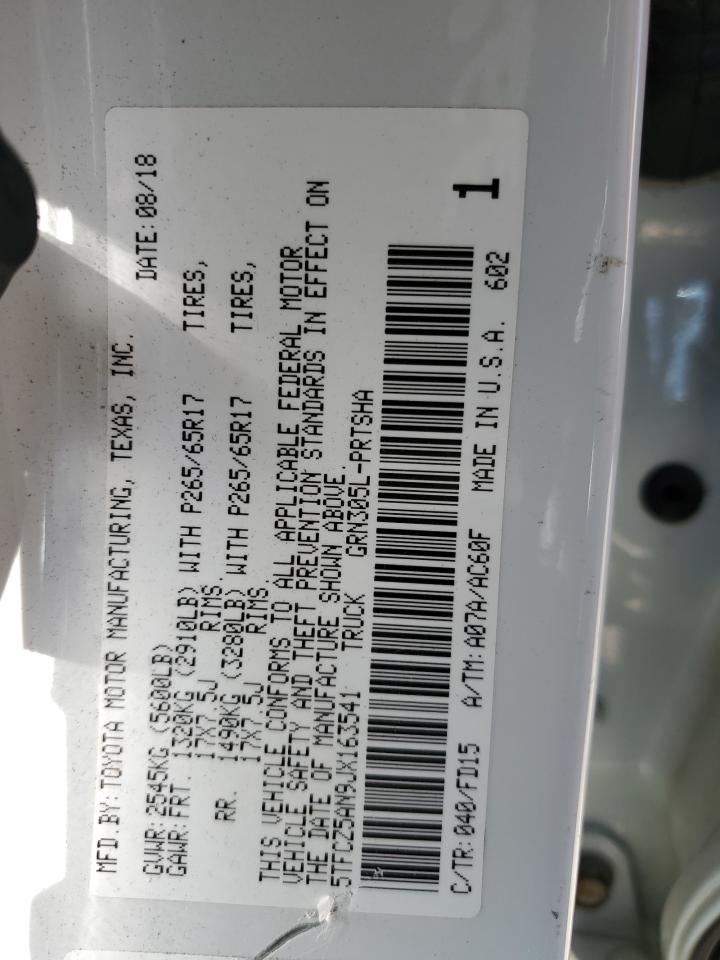 MFD.BY:TOYOTA MOTOR MANUFACTURING, TEXAS, INC.
DATE:08/18
GVWR:2545KG (5600LB)
GAWR:FRT. 1320KG (2910LB) WITH P265/65R17 TIRES,
17X7.5J RIMS.
RR. 1490KG (3280LB) WITH P265/65R17 TIRES,
17X7.5J RIMS.
THIS VEHICLE CONFORMS TO ALL APPLICABLE FEDERAL MOTOR
VEHICLE SAFETY AND THEFT PREVENTION STANDARDS IN EFFECT ON
THE DATE OF MANUFACTURE SHOWN ABOVE.
5TFCZ5AN9JX163541 TRUCK GRN305L-PRTSHA
C/TR:040/FD15 A/TM:A07A/AC60F MADE IN U.S.A. 602
1